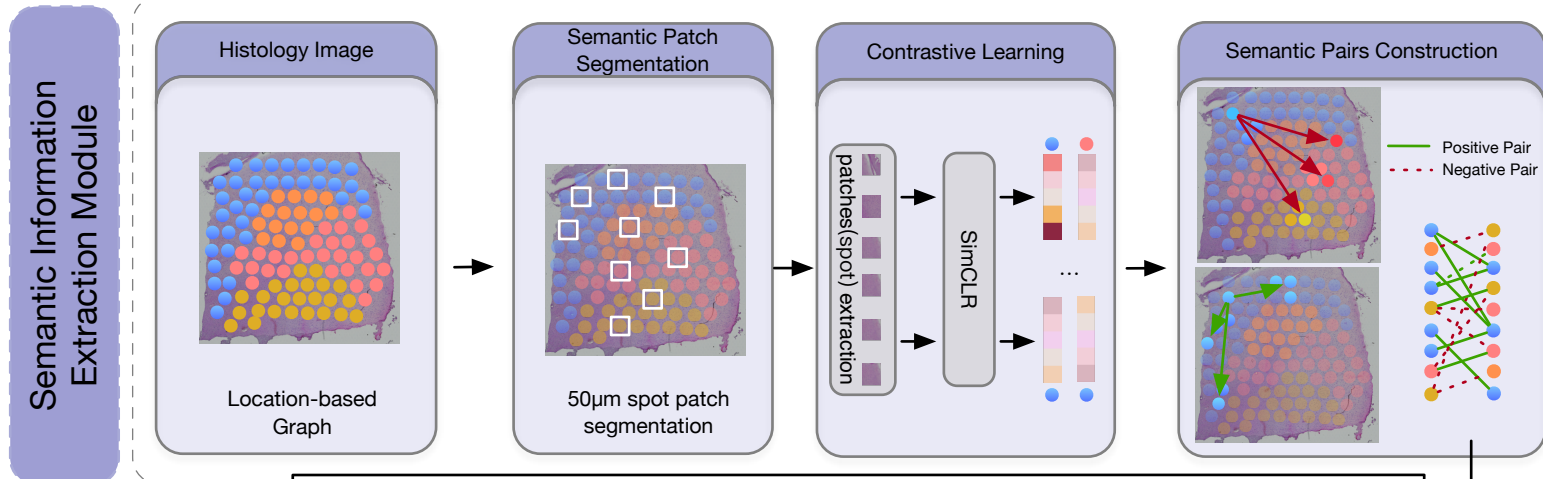 Semantic Information
Extraction Module
Histology Image
Location-based
Graph
Semantic Patch
Segmentation
50μm spot patch
segmentation
Contrastive Learning
patches(spot) extraction
SimCLR
...
Semantic Pairs Construction
Positive Pair
Negative Pair